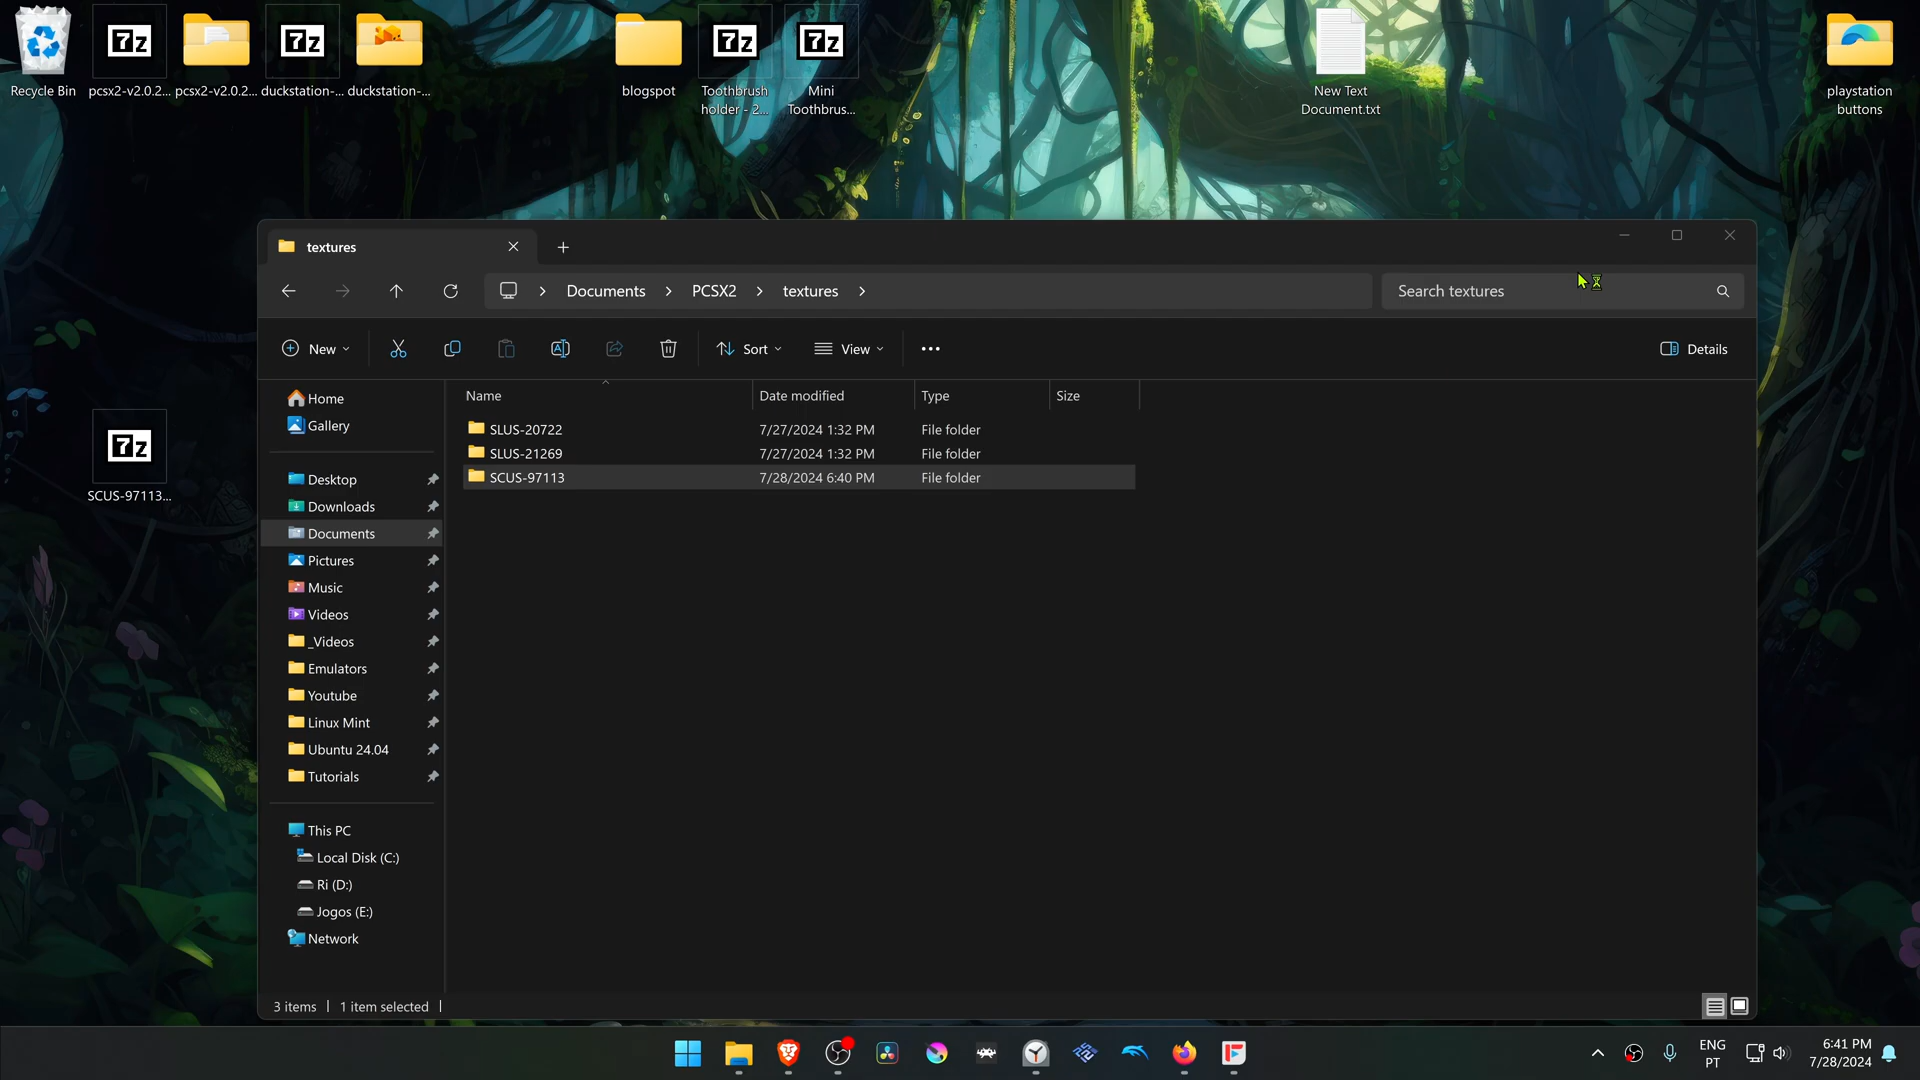 Recycle Bin
pcsx2-v2.0.2...
pcsx2-v2.0.2...
duckstation-...
duckstation-...
blogspot
Toothbrush
holder - 2...
Mini
Toothbrus...
New Text
Document.txt
playstation
buttons
7z
7z
7z
7z
7z
SCUS-97113...
textures
Documents
PCSX2
textures
Search textures
New
Sort
View
Details
Name
Date modified
Type
Size
SLUS-20722 7/27/2024 1:32 PM File folder
SLUS-21269 7/27/2024 1:32 PM File folder
SCUS-97113 7/28/2024 6:40 PM File folder
Home
Gallery
Desktop
Downloads
Documents
Pictures
Music
Videos
_Videos
Emulators
Youtube
Linux Mint
Ubuntu 24.04
Tutorials
This PC
Local Disk (C:)
Ri (D:)
Jogos (E:)
Network
3 items
1 item selected
ENG
PT
6:41 PM
7/28/2024